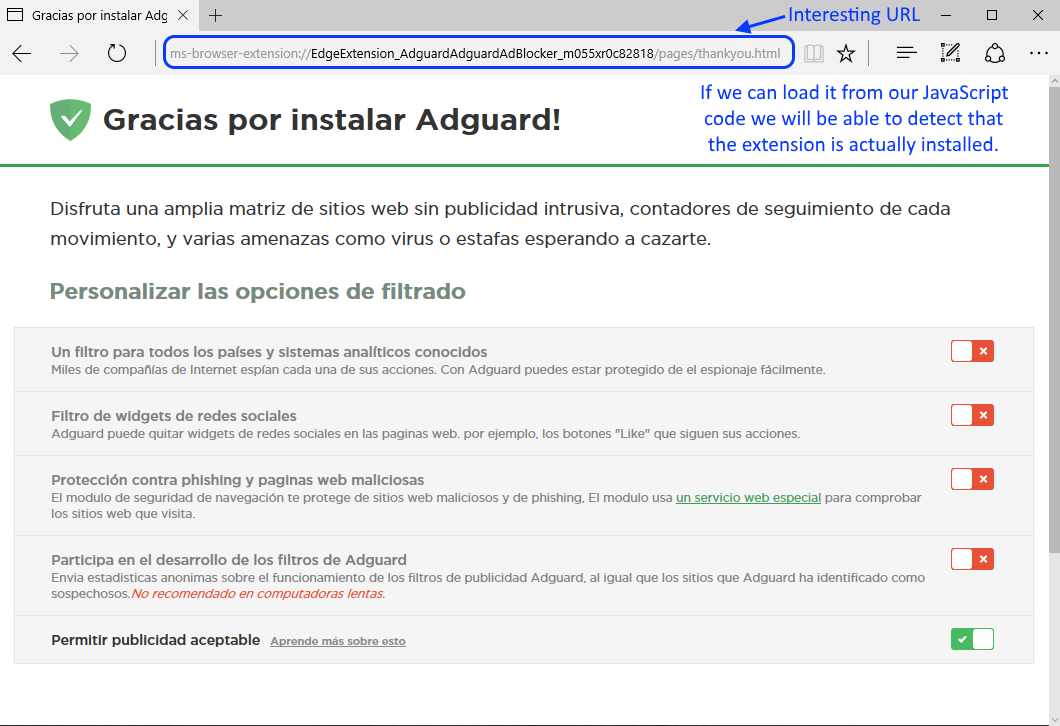 Gracias por instalar Adg
Interesting URL
ms-browser-extension://EdgeExtension_AdguardAdguardAdBlocker_m055xr0c82818/pages/thankyou.html
If we can load it from our JavaScript
code we will be able to detect that
the extension is actually installed.
Gracias por instalar Adguard!
Disfruta una amplia matriz de sitios web sin publicidad intrusiva, contadores de seguimiento de cada
movimiento, y varias amenazas como virus o estafas esperando a cazarte.
Personalizar las opciones de filtrado
Un filtro para todos los países y sistemas analíticos conocidos
Miles de compañías de Internet espían cada una de sus acciones. Con Adguard puedes estar protegido de el espionaje fácilmente.
Filtro de widgets de redes sociales
Adguard puede quitar widgets de redes sociales en las paginas web. por ejemplo, los botones "Like" que siguen sus acciones.
Protección contra phishing y paginas web maliciosas
El modulo de seguridad de navegación te protege de sitios web maliciosos y de phishing, El modulo usa un servicio web especial para comprobar
los sitios web que visita.
Participa en el desarrollo de los filtros de Adguard
Envia estadisticas anonimas sobre el funcionamiento de los filtros de publicidad Adguard, al igual que los sitios que Adguard ha identificado como
sospechosos.No recomendado en computadoras lentas.
Permitir publicidad aceptable Aprende más sobre esto